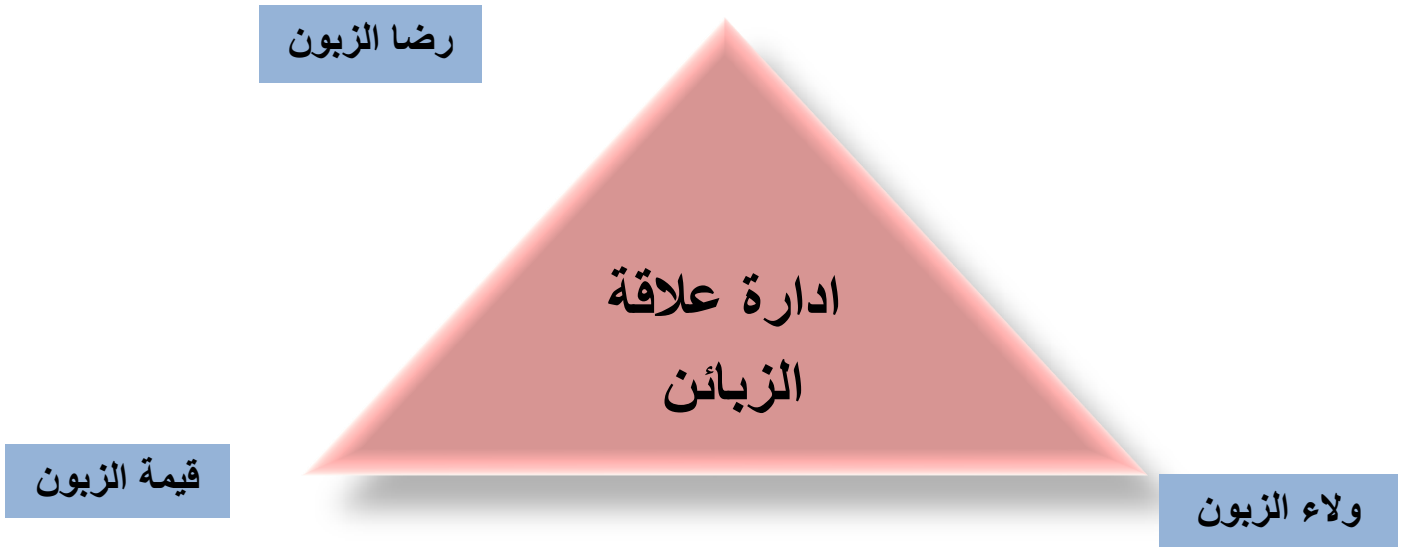 رضا الزبون
ادارة علاقة
الزبائن
قيمة الزبون
ولاء الزبون